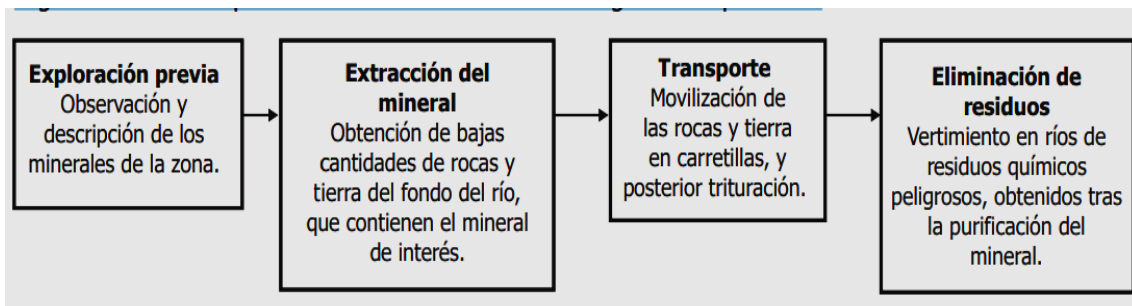 Exploración previa
Observación y
descripción de los
minerales de la zona.
Extracción del
mineral
Obtención de bajas
cantidades de rocas y
tierra del fondo del río,
que contienen el mineral
de interés.
Transporte
Movilización de
las rocas y tierra
en carretillas, y
posterior trituración.
Eliminación de
residuos
Vertimiento en ríos de
residuos químicos
peligrosos, obtenidos tras
la purificación del
mineral.